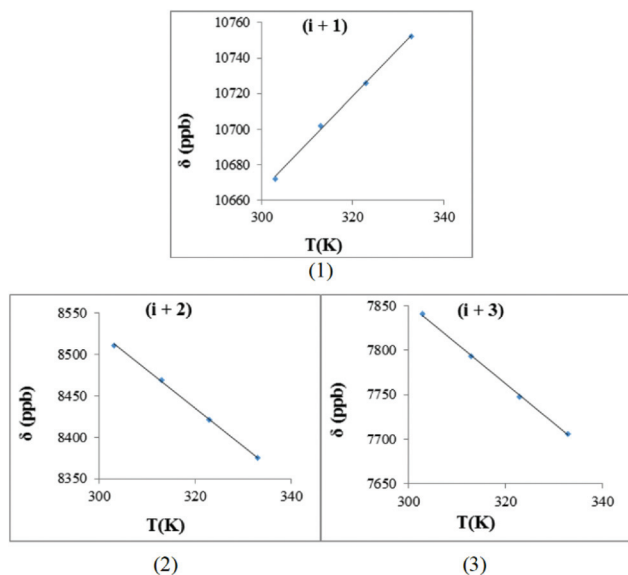 (i + 1)
10760
10740
10720
10700
10680
10660
δ (ppb)
300 320 340
T(K)
(1)
(i + 2)
8550
8500
8450
8400
8350
δ (ppb)
300 320 340
T(K)
(2)
(i + 3)
7850
7800
7750
7700
7650
δ (ppb)
300 320 340
T(K)
(3)